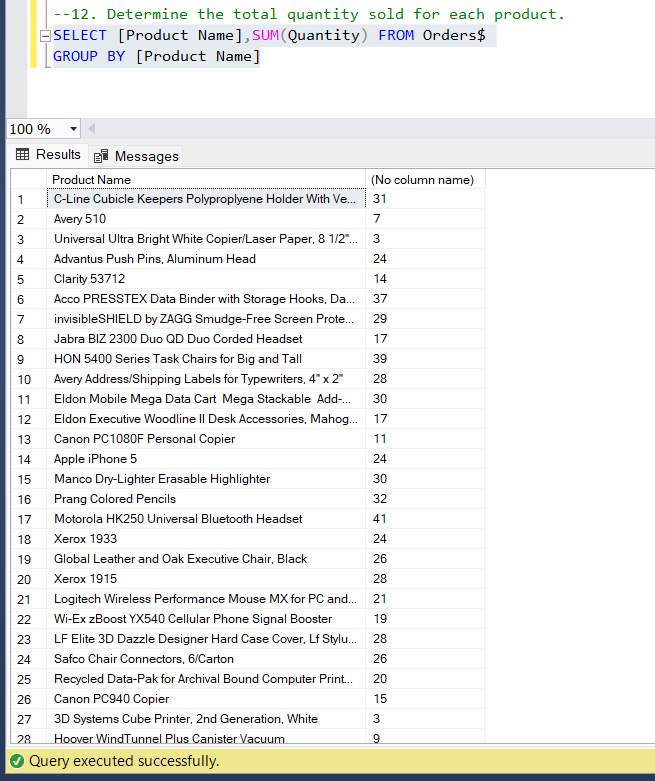 --12. Determine the total quantity sold for each product.
SELECT [Product Name],SUM(Quantity) FROM Orders$
GROUP BY [Product Name]
100 %
Results Messages
Product Name (No column name)
1 C-Line Cubicle Keepers Polyproplyene Holder With Ve... 31
2 Avery 510 7
3 Universal Ultra Bright White Copier/Laser Paper, 8 1/2"... 3
4 Advantus Push Pins, Aluminum Head 24
5 Clarity 53712 14
6 Acco PRESSTEX Data Binder with Storage Hooks, Da... 37
7 invisibleSHIELD by ZAGG Smudge-Free Screen Prote... 29
8 Jabra BIZ 2300 Duo QD Duo Corded Headset 17
9 HON 5400 Series Task Chairs for Big and Tall 39
10 Avery Address/Shipping Labels for Typewriters, 4" x 2" 28
11 Eldon Mobile Mega Data Cart  Mega Stackable  Add-... 30
12 Eldon Executive Woodline II Desk Accessories, Mahog... 17
13 Canon PC1080F Personal Copier 11
14 Apple iPhone 5 24
15 Manco Dry-Lighter Erasable Highlighter 30
16 Prang Colored Pencils 32
17 Motorola HK250 Universal Bluetooth Headset 41
18 Xerox 1933 24
19 Global Leather and Oak Executive Chair, Black 26
20 Xerox 1915 28
21 Logitech Wireless Performance Mouse MX for PC and... 21
22 Wi-Ex zBoost YX540 Cellular Phone Signal Booster 19
23 LF Elite 3D Dazzle Designer Hard Case Cover, Lf Stylu... 28
24 Safco Chair Connectors, 6/Carton 26
25 Recycled Data-Pak for Archival Bound Computer Print... 20
26 Canon PC940 Copier 15
27 3D Systems Cube Printer, 2nd Generation, White 3
28 Hoover WindTunnel Plus Canister Vacuum 9
Query executed successfully.